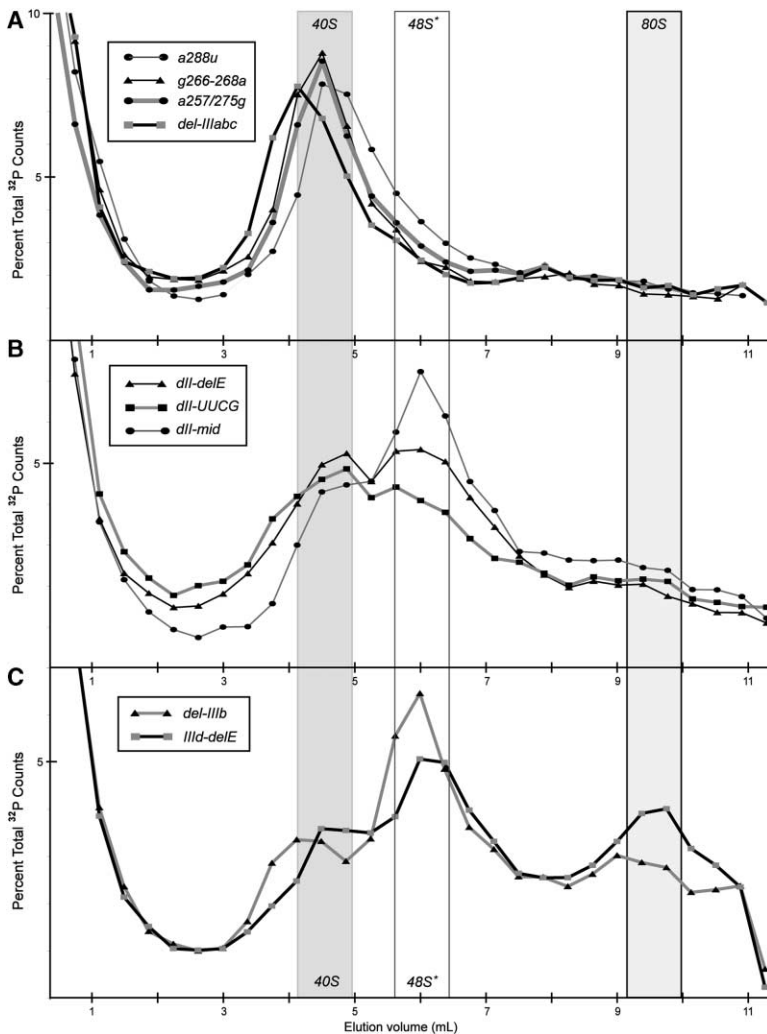 A
10
40S
48S*
80S
a288u
g266-268a
a257/275g
del-IIIabc
Percent Total 32P Counts
5
1 3 5 7 9 11
B
dII-delE
dII-UUCG
dII-mid
Percent Total 32P Counts
5
1 3 5 7 9 11
C
del-IIIb
IIId-delE
Percent Total 32P Counts
5
40S
48S*
80S
1 3 5 7 9 11
Elution volume (mL)